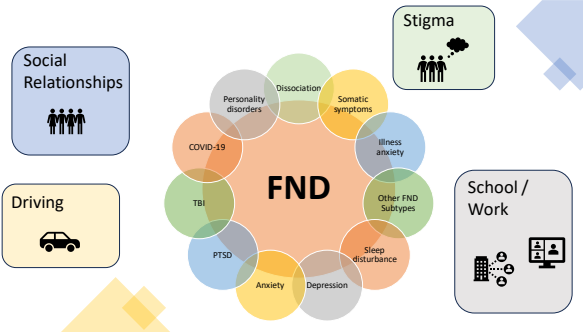 Social
Relationships
Stigma
Dissociation
Somatic
symptoms
Personality
disorders
Illness
anxiety
COVID-19
FND
Driving
TBI
Other FND
Subtypes
School /
Work
PTSD
Sleep
disturbance
Anxiety
Depression